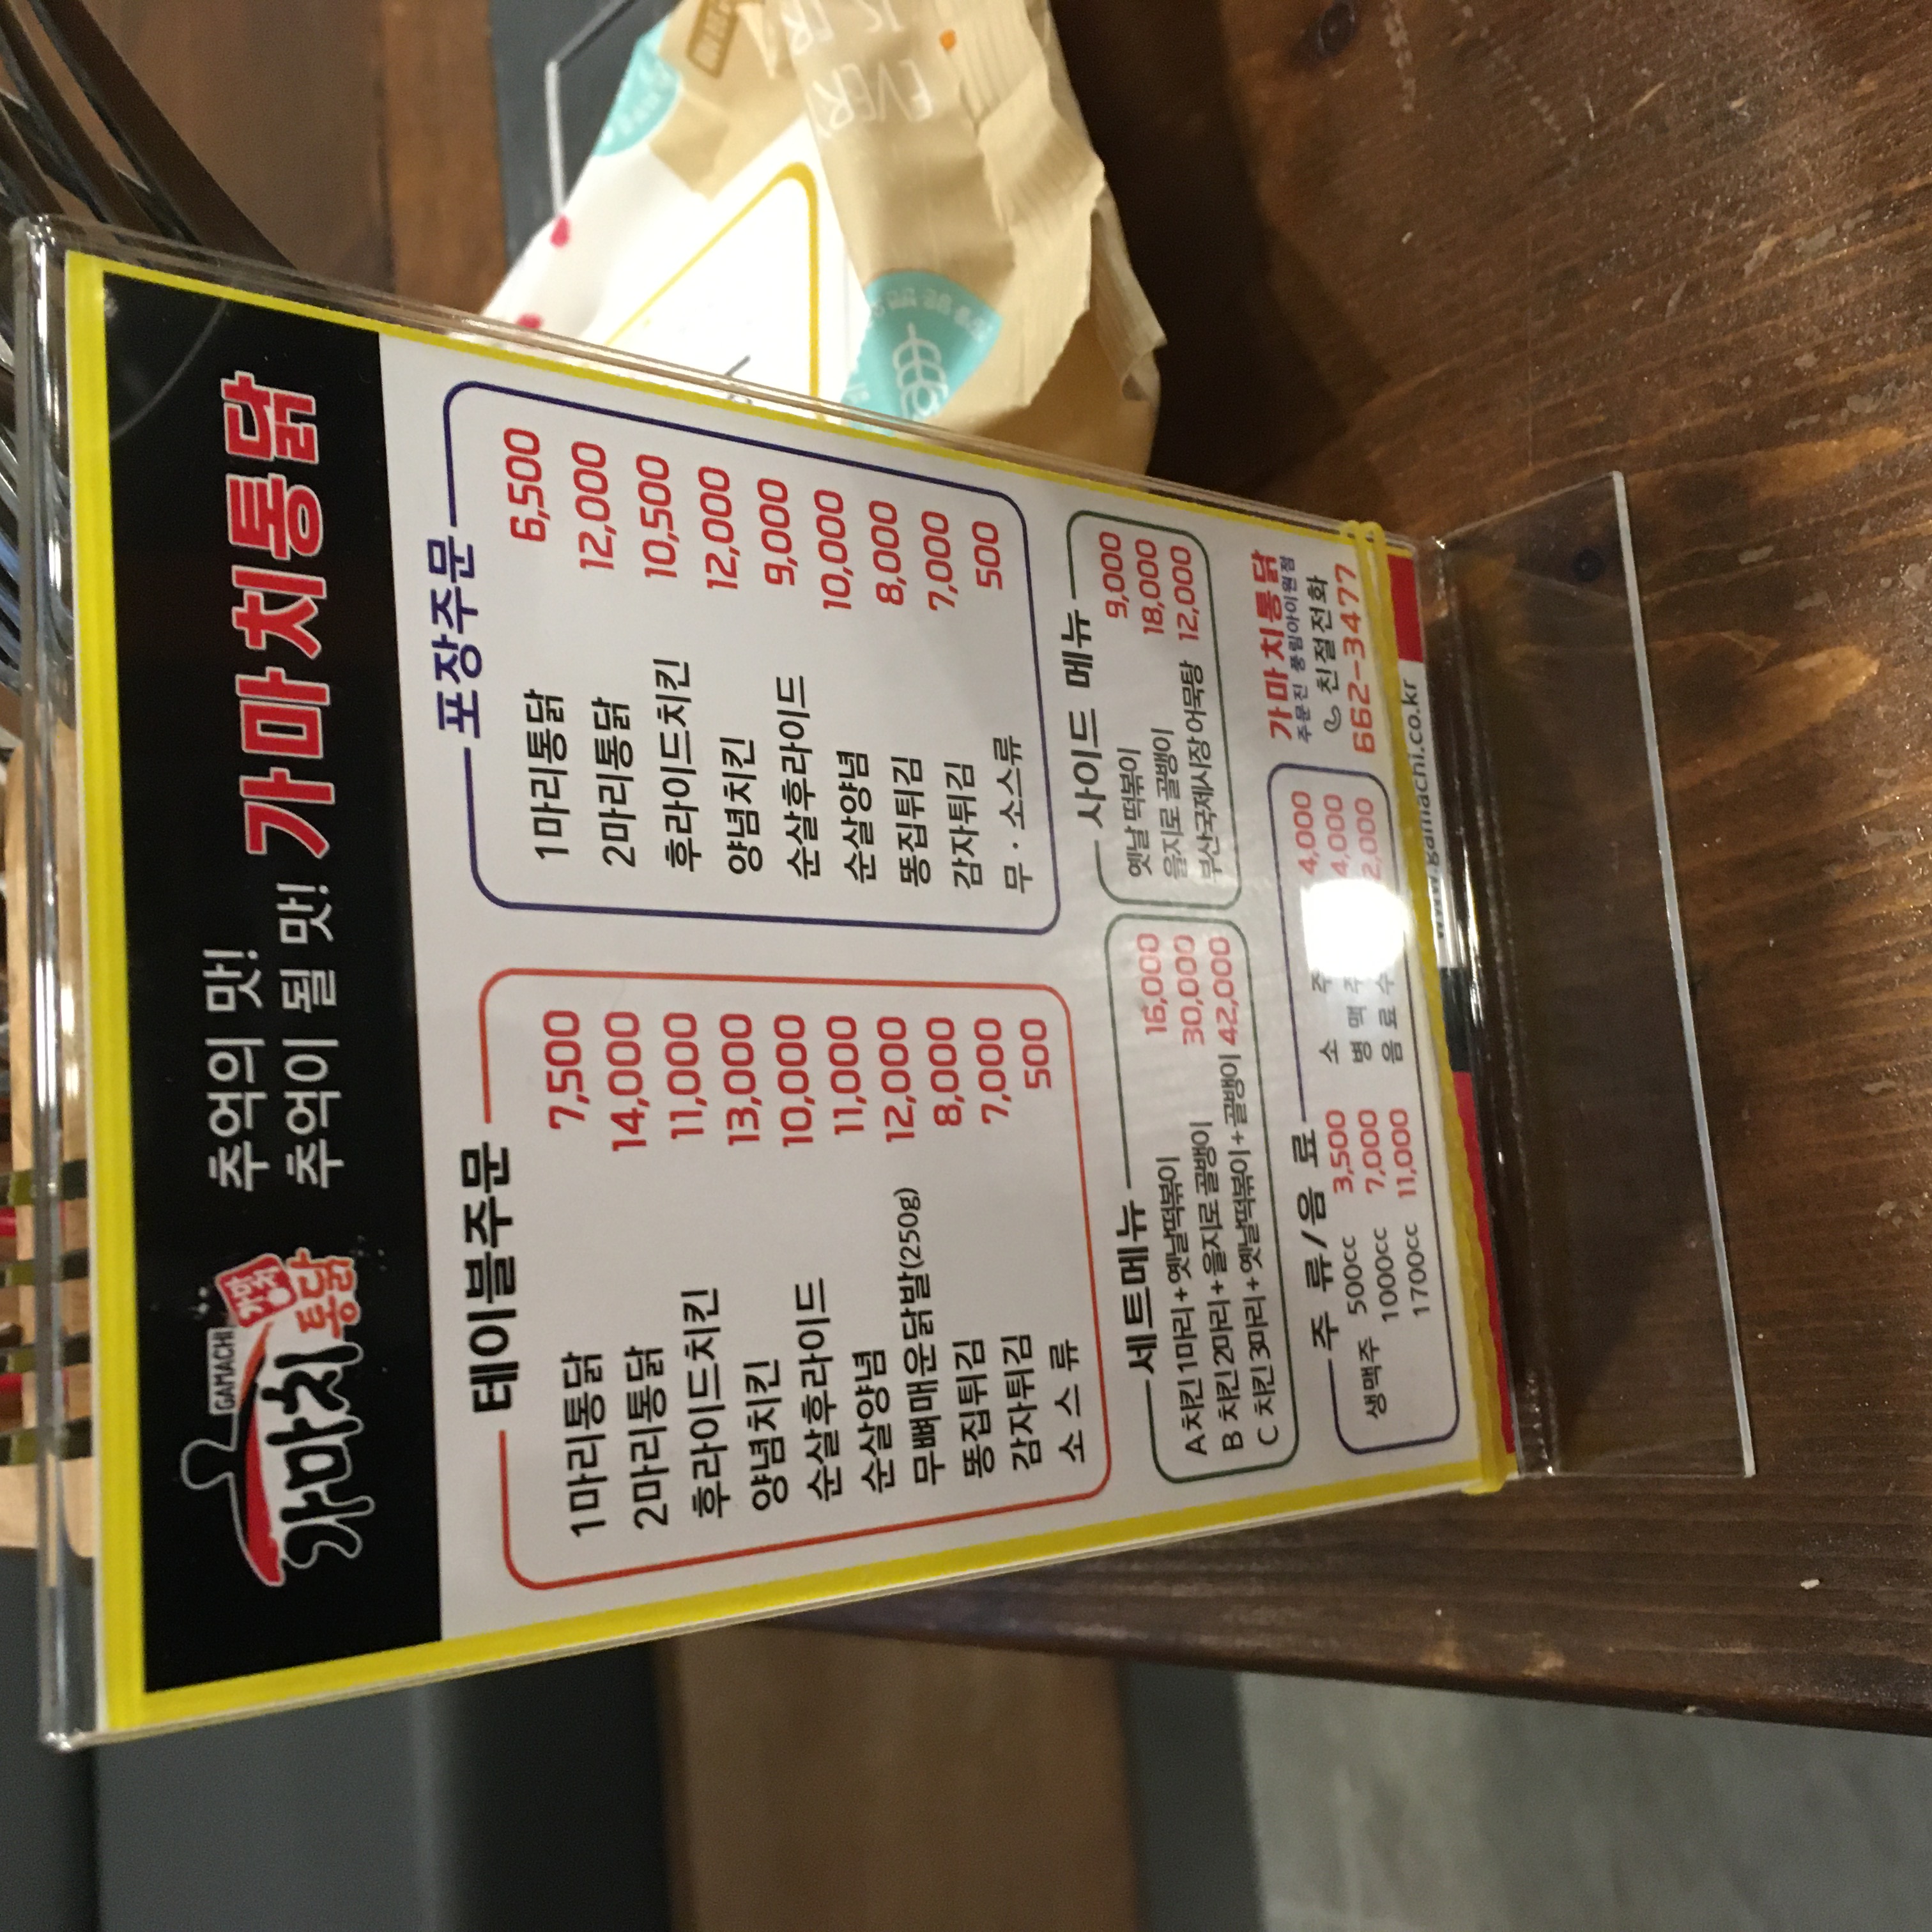 GAMACHI
가마치
통닭
추억의 맛!
추억이 될 맛! 가마치통닭
테이블주문
1마리통닭 7,500
2마리통닭 14,000
후라이드치킨 11,000
양념치킨 13,000
순살후라이드 10,000
순살양념 11,000
무뼈매운닭발(250g) 12,000
똥집튀김 8,000
감자튀김 7,000
소 스 류 500
포장주문
1마리통닭 6,500
2마리통닭 12,000
후라이드치킨 10,500
양념치킨 12,000
순살후라이드 9,000
순살양념 10,000
똥집튀김 8,000
감자튀김 7,000
무 · 소스류 500
세트메뉴
A 치킨 1마리+옛날떡볶이 16,000
B 치킨 2마리+을지로 골뱅이 30,000
C 치킨 3마리+옛날떡볶이+골뱅이 42,000
사이드 메뉴
옛날 떡볶이 9,000
을지로 골뱅이 18,000
부산국제시장 어묵탕 12,000
주 류/음 료
생맥주 500cc 3,500
1000cc 7,000
1700cc 11,000
소 주 4,000
병 맥 주 4,000
음 료 수 2,000
가마치통닭
주문진 풍림아이원점
친절전화
662-3477
gamachi.co.kr
EVER